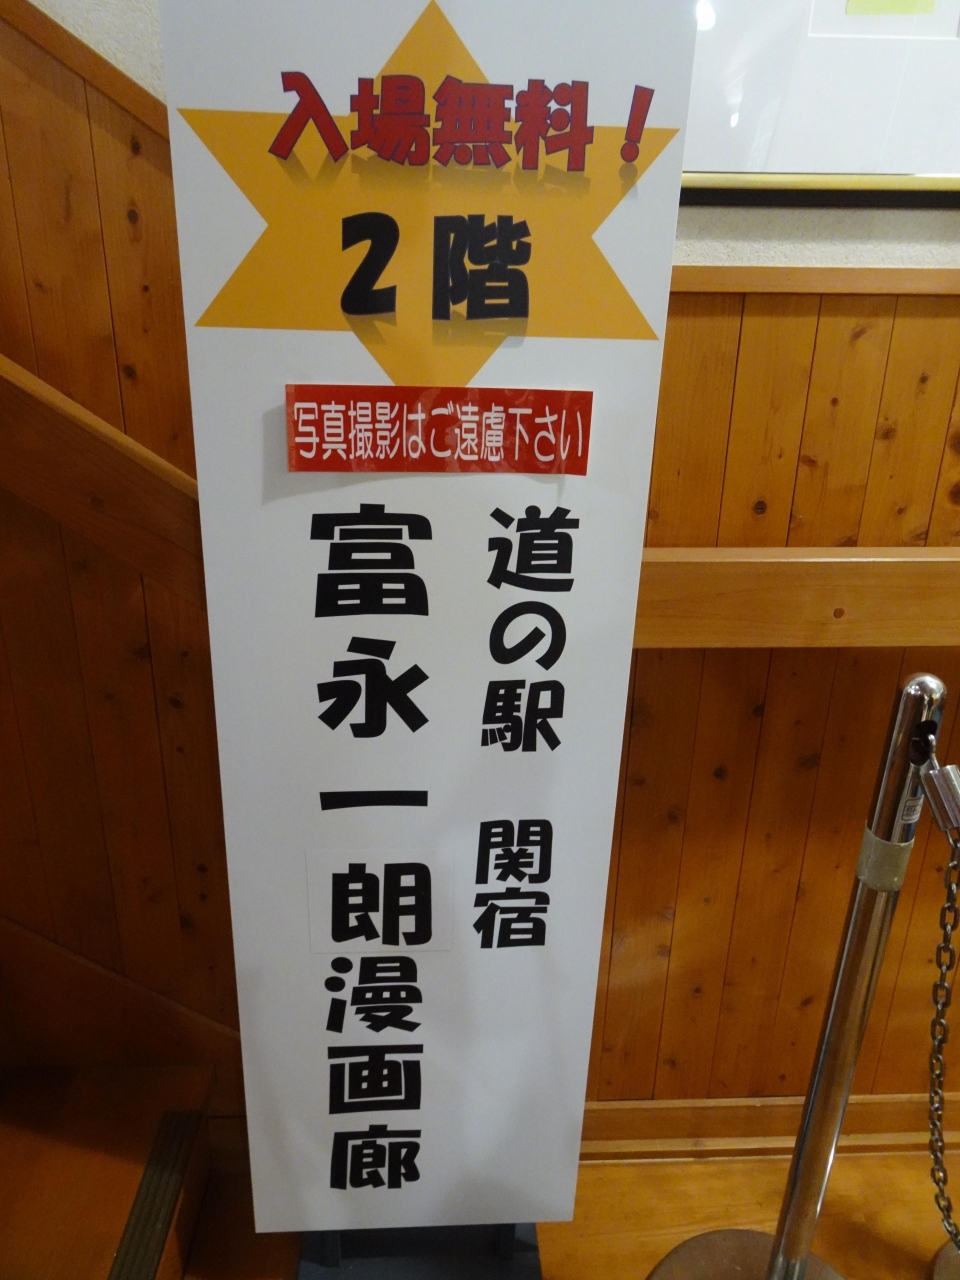 入場無料！
2階
写真撮影はご遠慮下さい
道の駅 関宿
富永一朗漫画廊